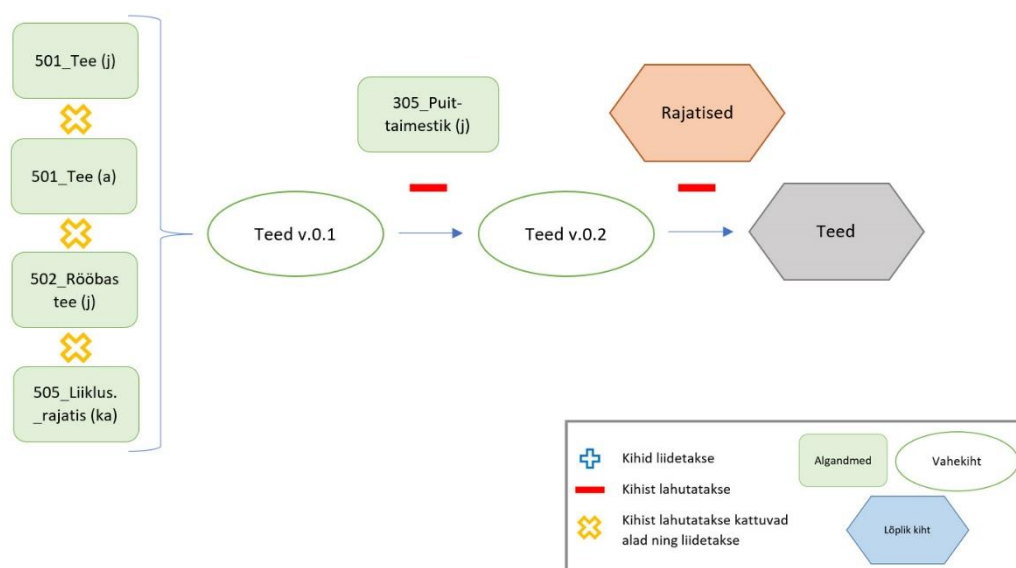 501_Tee (j)
501_Tee (a)
502_Rööbas
tee (j)
505_Liiklus.
_rajatis (ka)
Teed v.0.1
305_Puit-
taimestik (j)
Teed v.0.2
Rajatised
Teed
Kihid liidetakse
Kihist lahutatakse
Kihist lahutatakse kattuvad
alad ning liidetakse
Algandmed
Vahekiht
Lõplik kiht